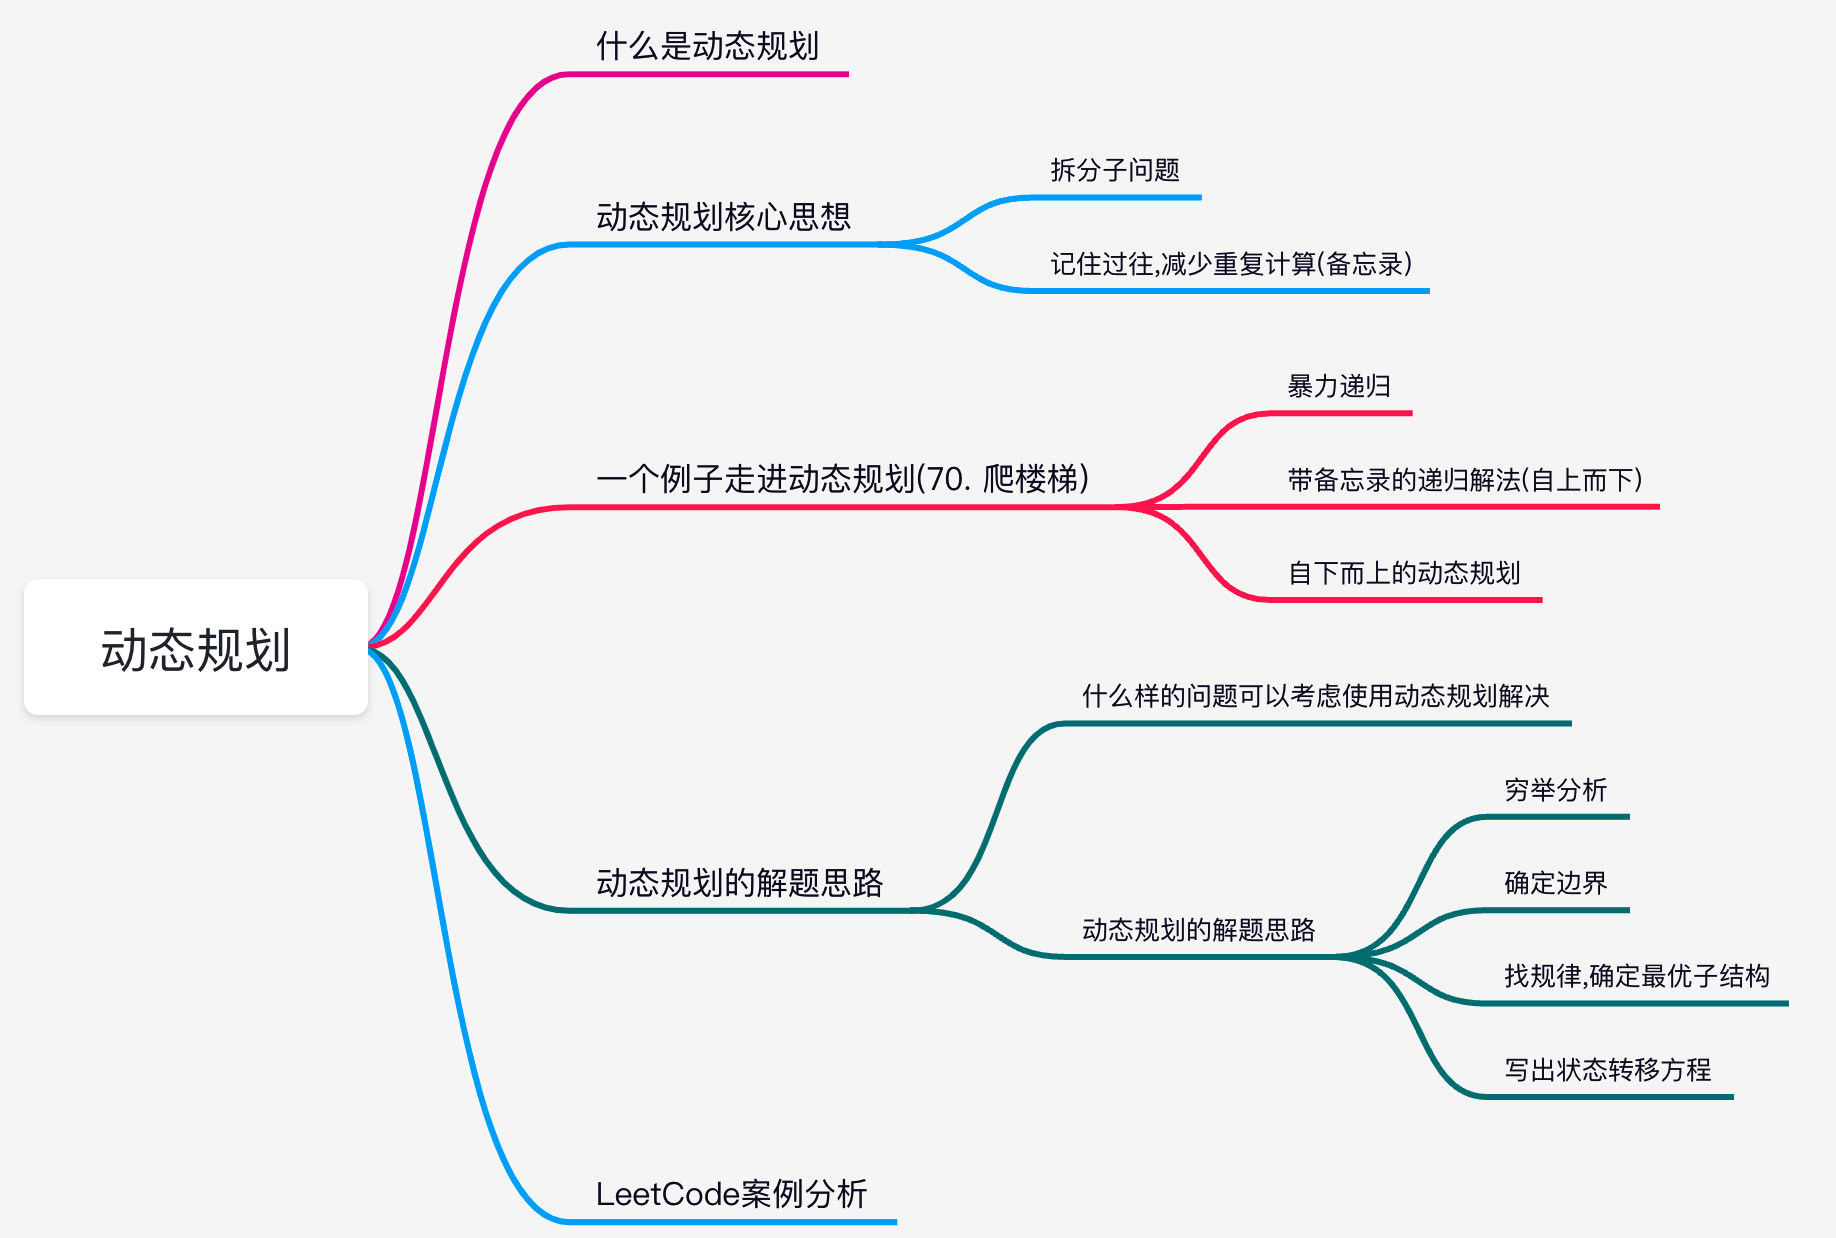 什么是动态规划
拆分子问题
动态规划核心思想
记住过往,减少重复计算(备忘录)
暴力递归
一个例子走进动态规划(70. 爬楼梯)
带备忘录的递归解法(自上而下)
自下而上的动态规划
动态规划
什么样的问题可以考虑使用动态规划解决
穷举分析
动态规划的解题思路
确定边界
动态规划的解题思路
找规律,确定最优子结构
写出状态转移方程
LeetCode案例分析